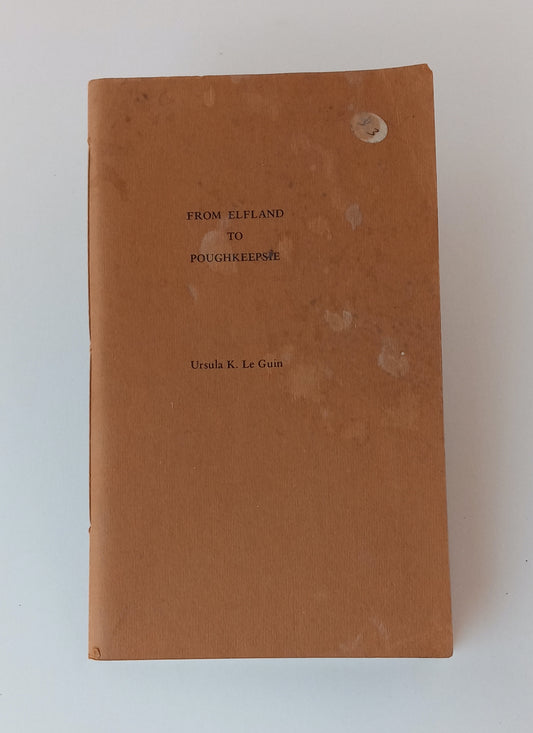 FROM ELFLAND
TO
POUGHKEEPSIE
Ursula K. Le Guin